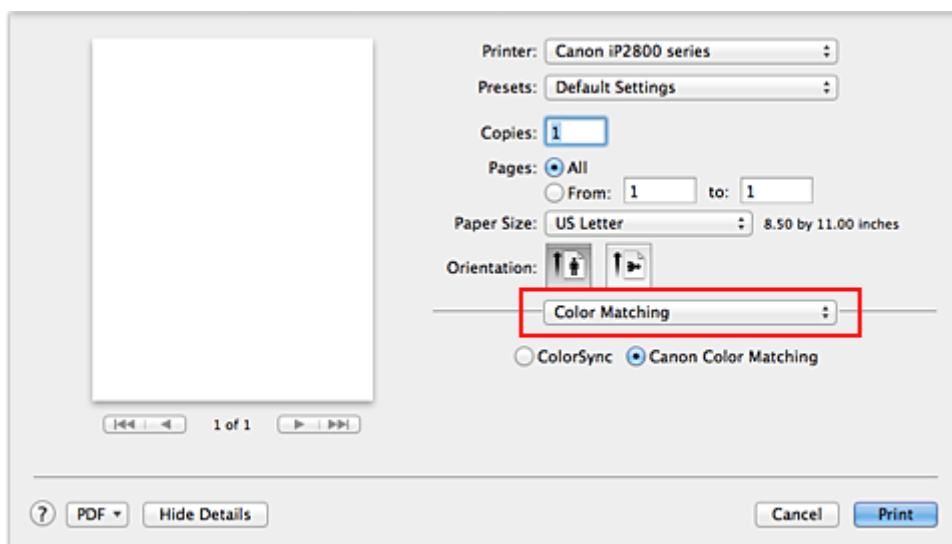 Printer: Canon iP2800 series
Presets: Default Settings
Copies: 1
Pages: All
From: 1 to: 1
Paper Size: US Letter 8.50 by 11.00 inches
Orientation:
Color Matching
ColorSync Canon Color Matching
1 of 1
? PDF Hide Details Cancel Print